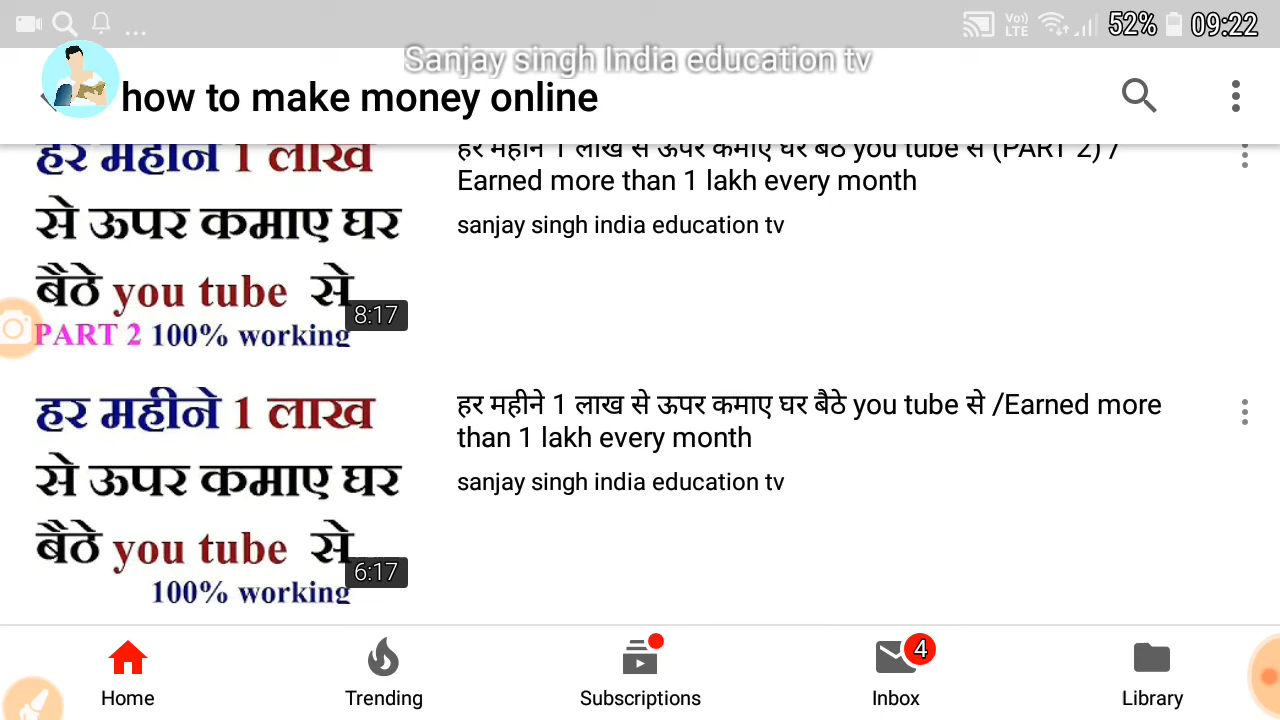 Vo))
LTE
52%
09:22
Sanjay singh India education tv
how to make money online
हर महीने 1 लाख
से ऊपर कमाए घर
बैठे you tube से
8:17
PART 2 100% working
हर महीने 1 लाख से ऊपर कमाए घर बैठे you tube से (PART 2) /
Earned more than 1 lakh every month
sanjay singh india education tv
हर महीने 1 लाख
से ऊपर कमाए घर
बैठे you tube से
6:17
100% working
हर महीने 1 लाख से ऊपर कमाए घर बैठे you tube से /Earned more
than 1 lakh every month
sanjay singh india education tv
4
Home
Trending
Subscriptions
Inbox
Library